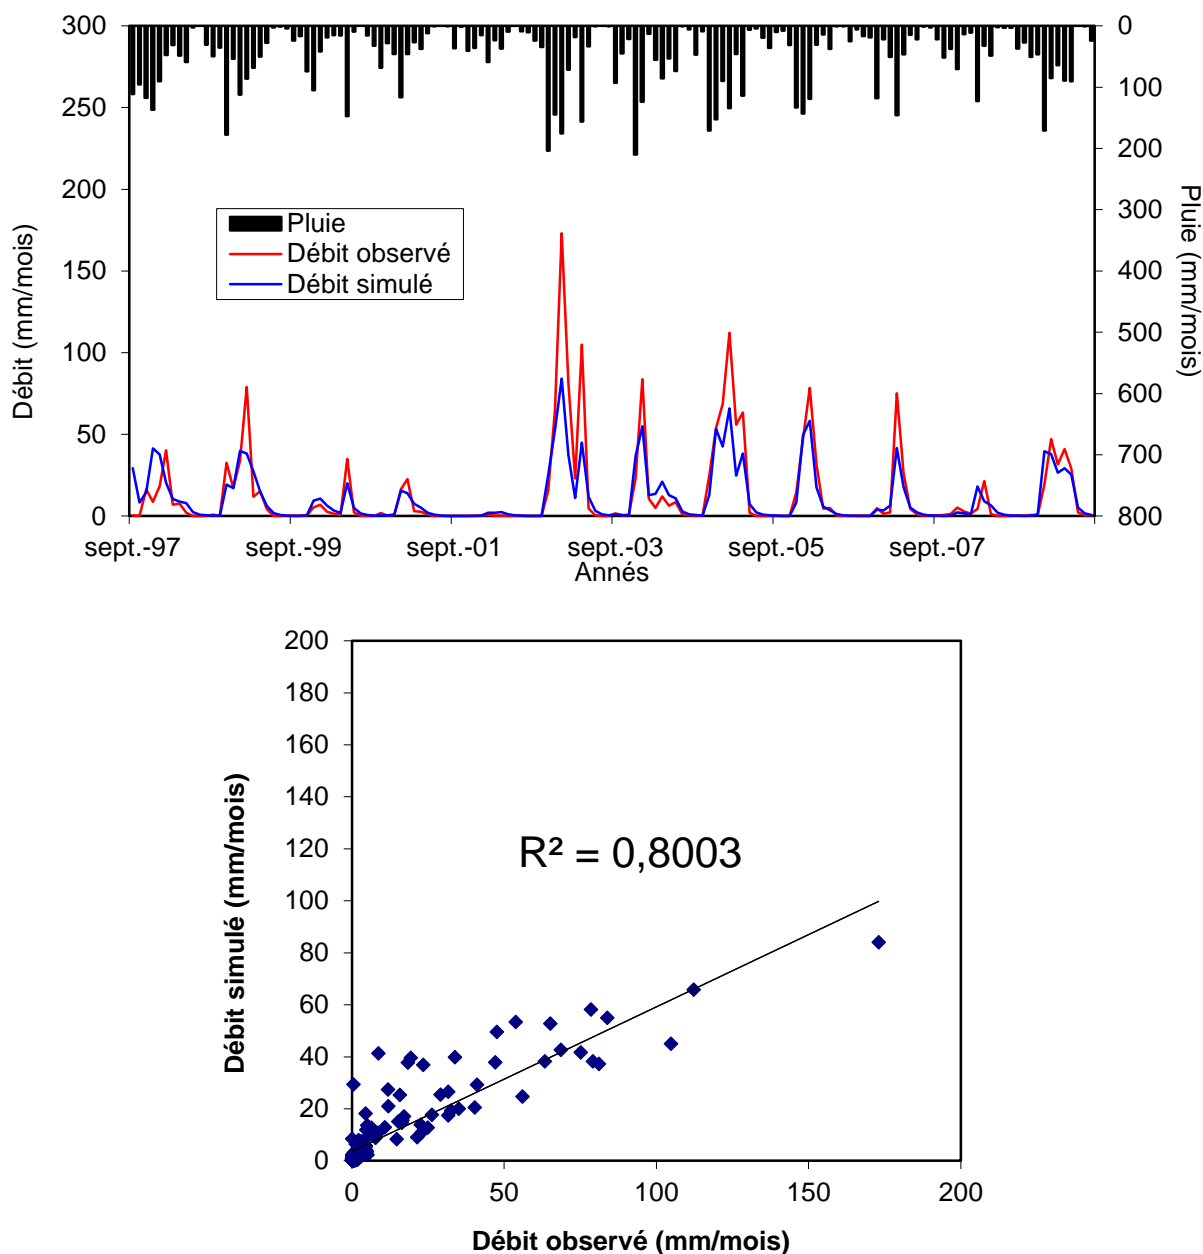 300
250
200
150
100
50
0
Débit (mm/mois)
0
100
200
300
400
500
600
700
800
Pluie (mm/mois)
Pluie
Débit observé
Débit simulé
sept.-97 sept.-99 sept.-01 sept.-03 sept.-05 sept.-07
Annés
200
180
160
140
120
100
80
60
40
20
0
Débit simulé (mm/mois)
R² = 0,8003
0 50 100 150 200
Débit observé (mm/mois)